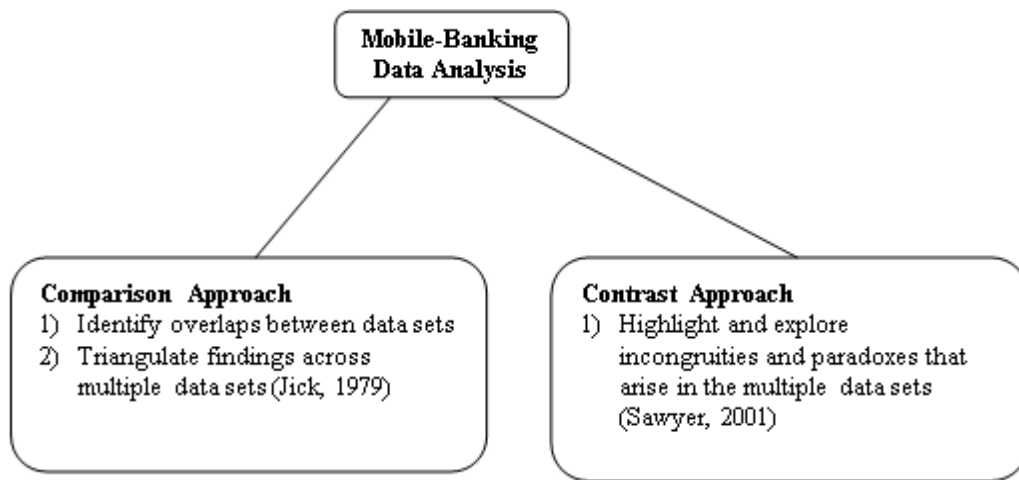 Mobile-Banking
Data Analysis
Comparison Approach
1) Identify overlaps between data sets
2) Triangulate findings across
multiple data sets (Jick, 1979)
Contrast Approach
1) Highlight and explore
incongruities and paradoxes that
arise in the multiple data sets
(Sawyer, 2001)